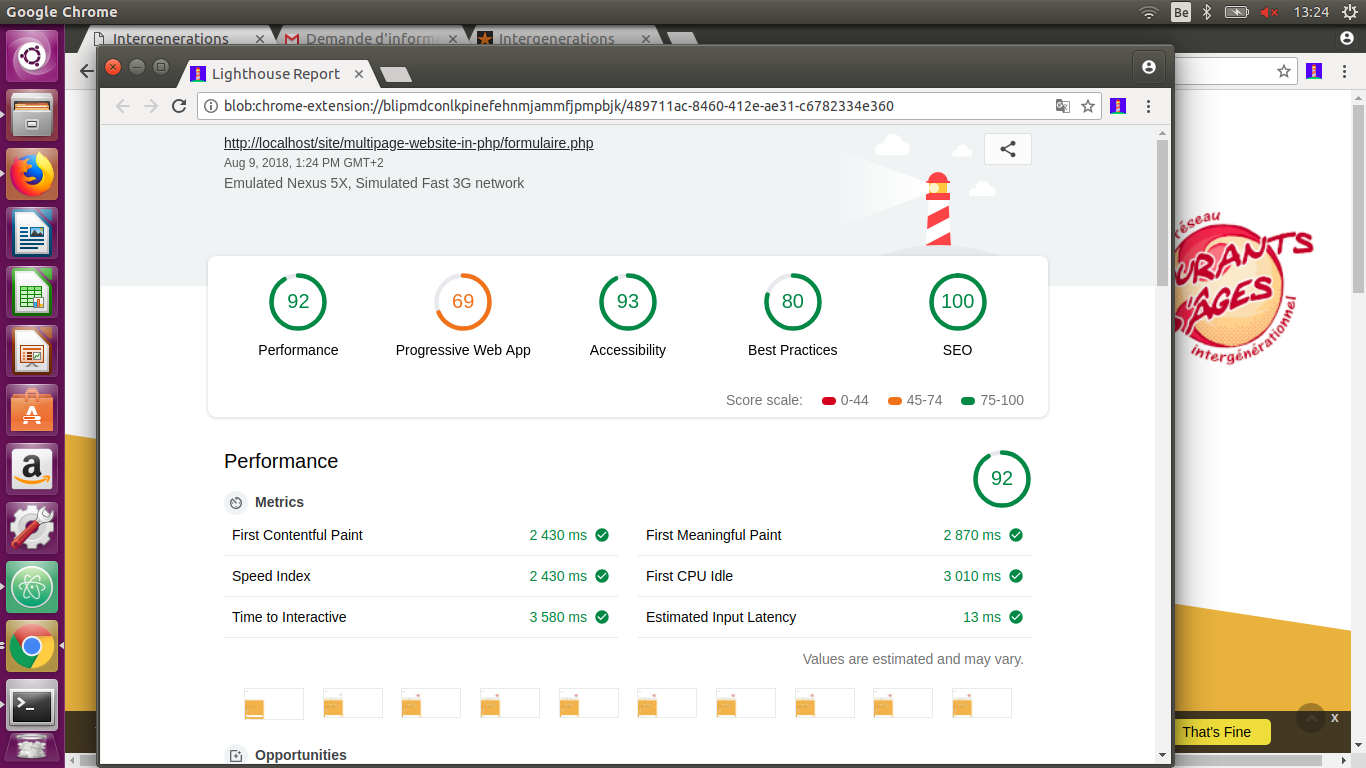 Google Chrome
Be
13:24
Intergenerations
Demande d'inform
Intergenerations
Lighthouse Report
blob:chrome-extension://blipmdconlkpinefehnmjammfjpmpbjk/489711ac-8460-412e-ae31-c6782334e360
http://localhost/site/multipage-website-in-php/formulaire.php
Aug 9, 2018, 1:24 PM GMT+2
Emulated Nexus 5X, Simulated Fast 3G network
réseau
URANTS
D'ÂGES
intergénérationnel
92
69
93
80
100
Performance
Progressive Web App
Accessibility
Best Practices
SEO
Score scale:
0-44
45-74
75-100
Performance
92
Metrics
First Contentful Paint
2 430 ms
First Meaningful Paint
2 870 ms
Speed Index
2 430 ms
First CPU Idle
3 010 ms
Time to Interactive
3 580 ms
Estimated Input Latency
13 ms
Values are estimated and may vary.
Opportunities
That's Fine
x